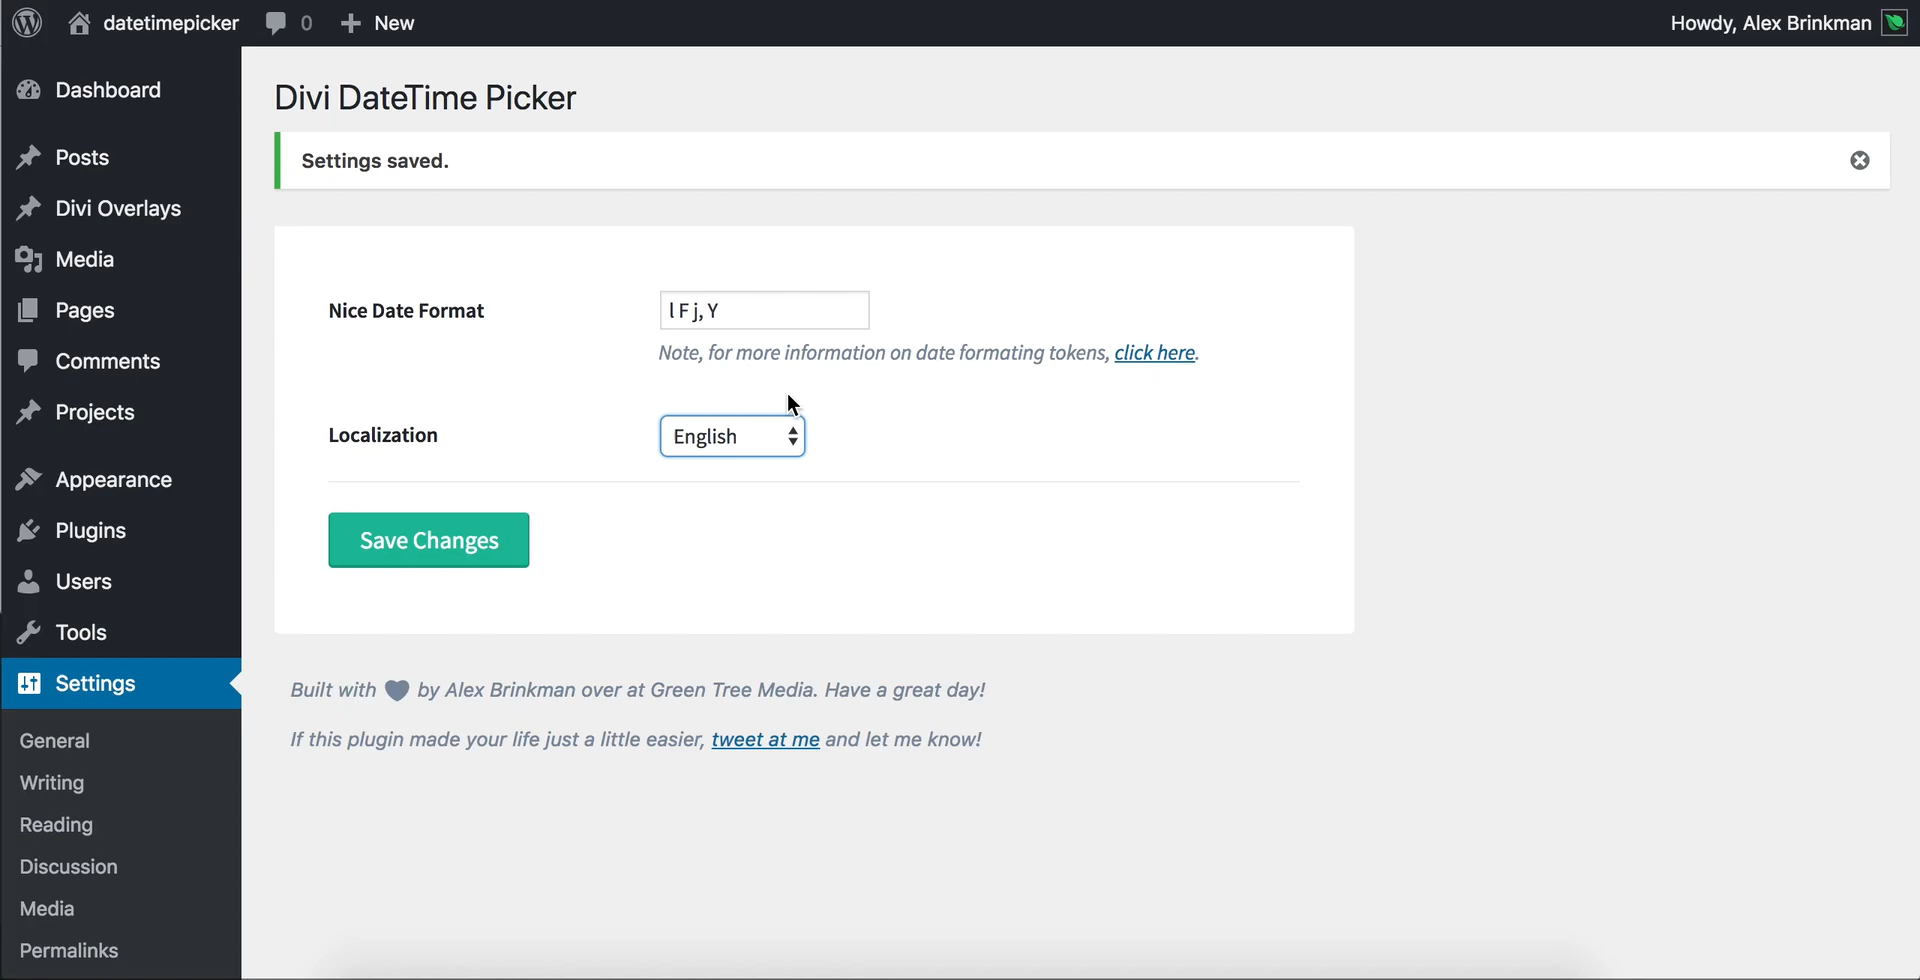 datetimepicker 0 New Howdy, Alex Brinkman
Dashboard
Posts
Divi Overlays
Media
Pages
Comments
Projects
Appearance
Plugins
Users
Tools
Settings
General
Writing
Reading
Discussion
Media
Permalinks
Divi DateTime Picker
Settings saved.
Nice Date Format l F j, Y
Note, for more information on date formating tokens, click here.
Localization English
Save Changes
Built with by Alex Brinkman over at Green Tree Media. Have a great day!
If this plugin made your life just a little easier, tweet at me and let me know!